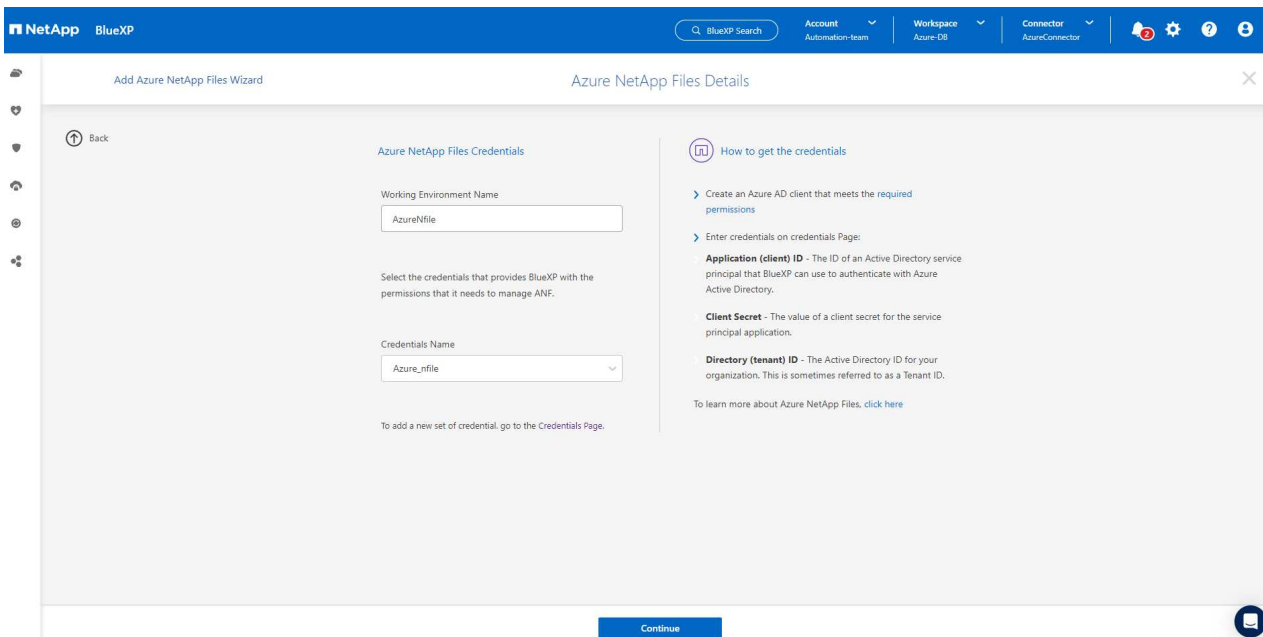 NetApp BlueXP
BlueXP Search
Account
Automation-team
Workspace
Azure-DB
Connector
AzureConnector
2
Add Azure NetApp Files Wizard
Azure NetApp Files Details
Back
Azure NetApp Files Credentials
Working Environment Name
AzureNfile
Select the credentials that provides BlueXP with the
permissions that it needs to manage ANF.
Credentials Name
Azure_nfile
To add a new set of credential, go to the Credentials Page.
How to get the credentials
Create an Azure AD client that meets the required
permissions
Enter credentials on credentials Page:
Application (client) ID - The ID of an Active Directory service
principal that BlueXP can use to authenticate with Azure
Active Directory.
Client Secret - The value of a client secret for the service
principal application.
Directory (tenant) ID - The Active Directory ID for your
organization. This is sometimes referred to as a Tenant ID.
To learn more about Azure NetApp Files, click here
Continue